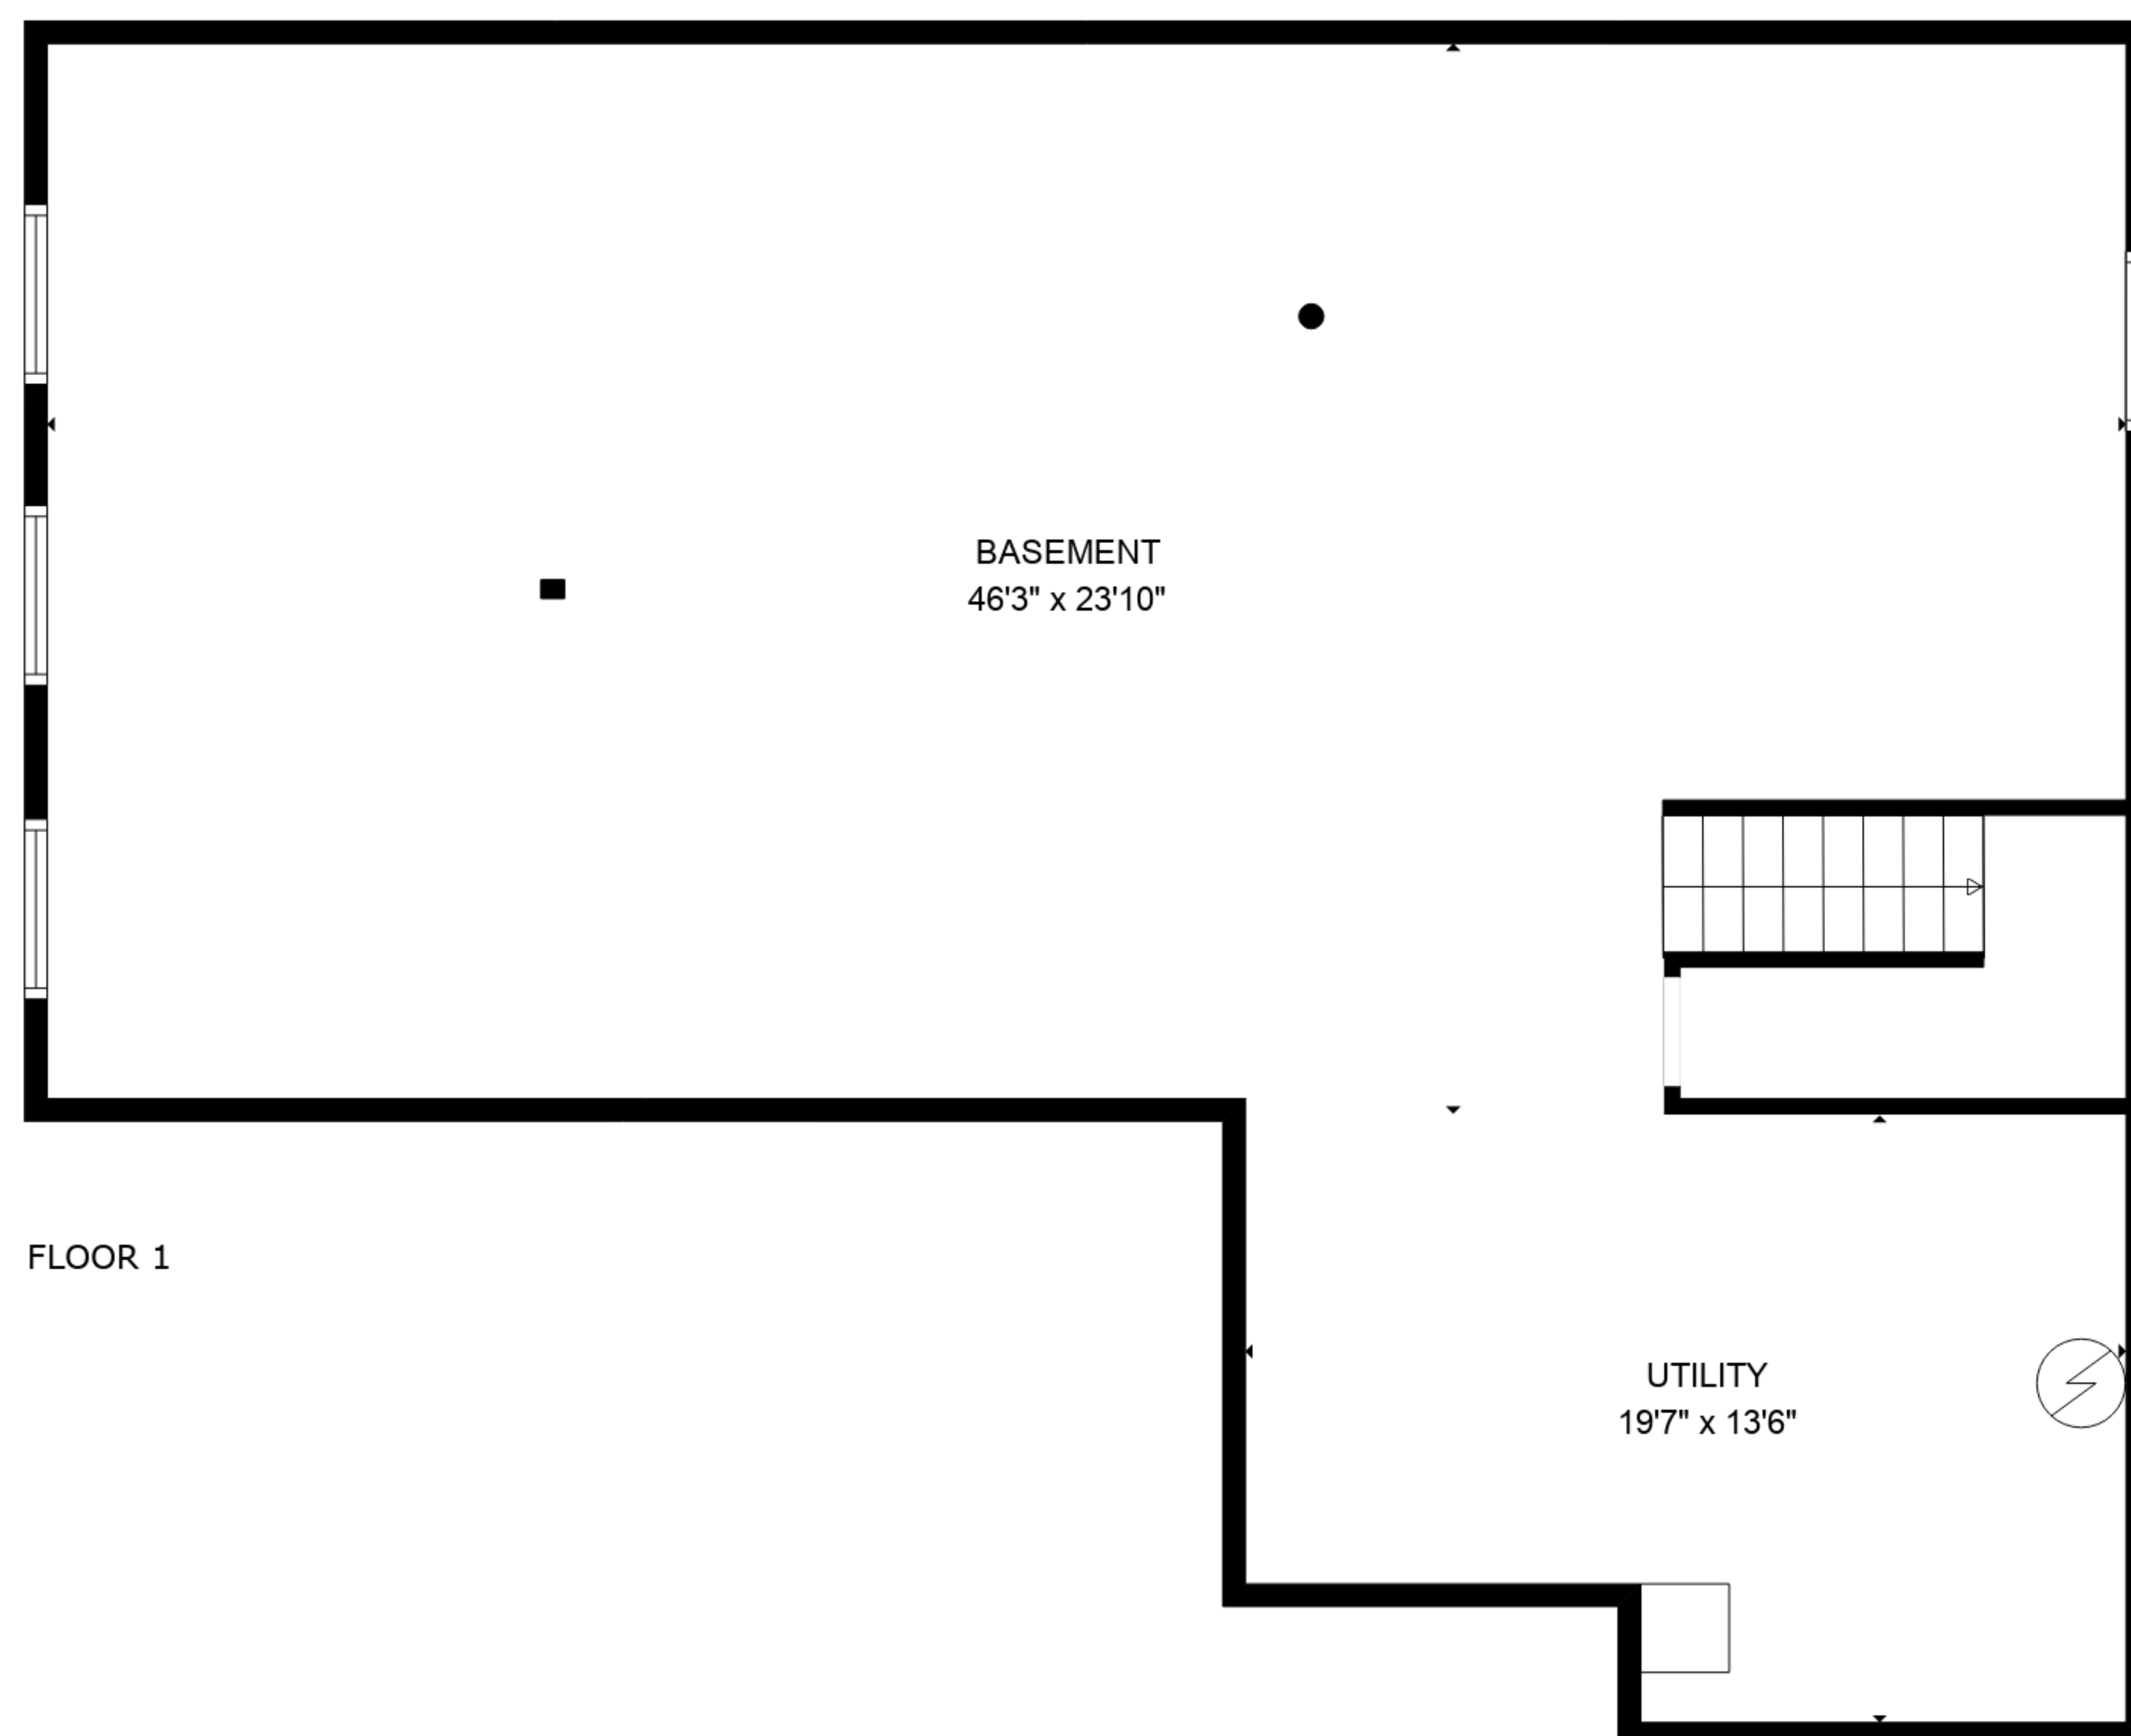 BASEMENT
46'3" x 23'10"
FLOOR 1
UTILITY
19'7" x 13'6"